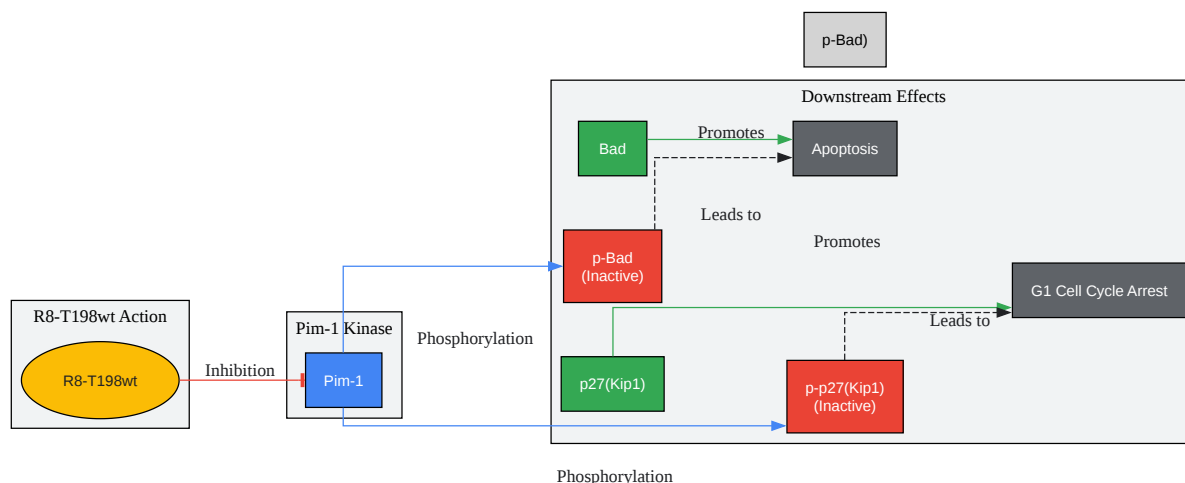 p-Bad)
Downstream Effects
Bad
Promotes
Apoptosis
Leads to
Promotes
p-Bad
(Inactive)
G1 Cell Cycle Arrest
R8-T198wt Action
Pim-1 Kinase
Phosphorylation
Leads to
R8-T198wt
Inhibition
Pim-1
p27(Kip1)
p-p27(Kip1)
(Inactive)
Phosphorylation